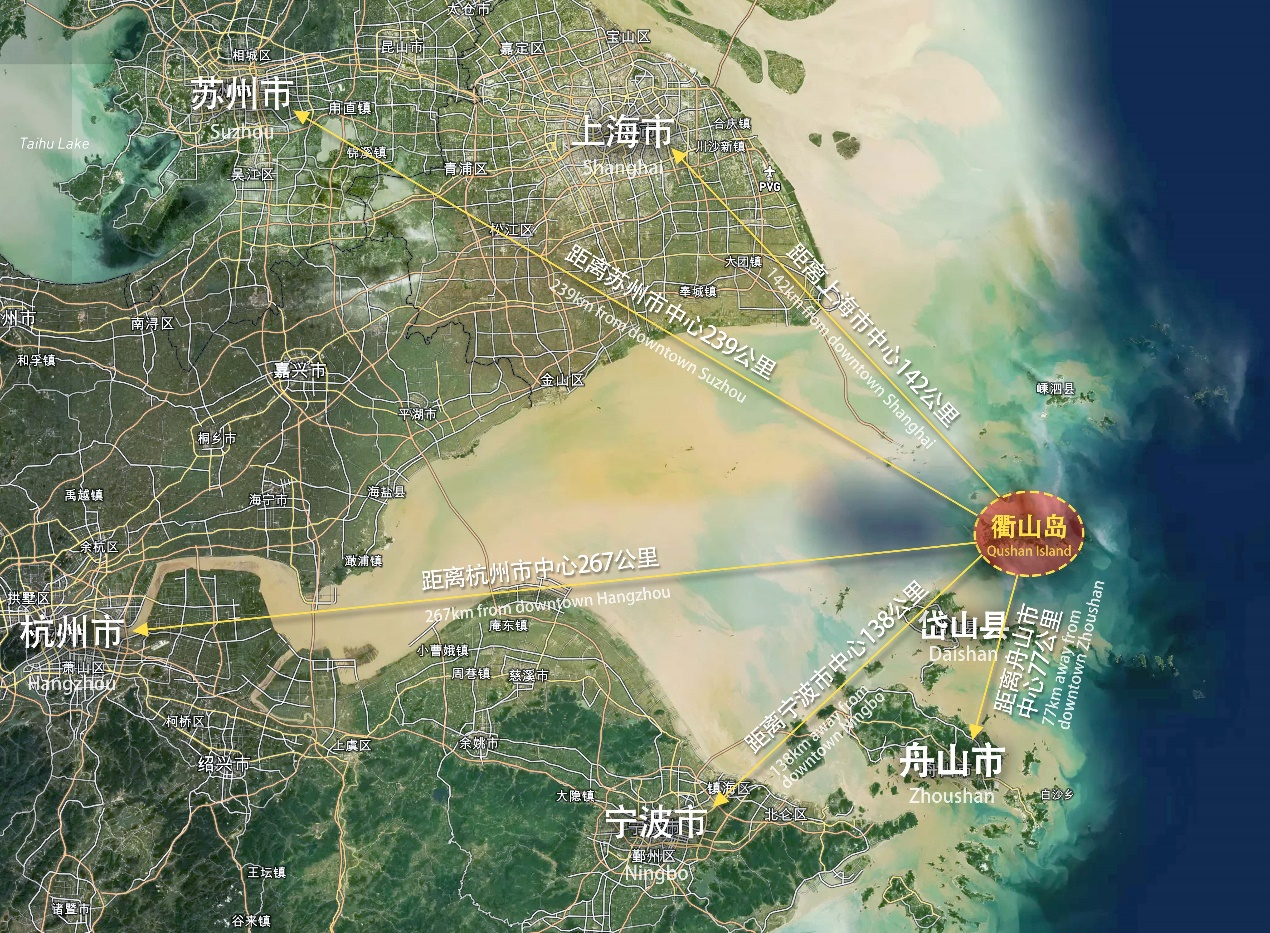 太仓市
宝山区
相城区
昆山市
嘉定区
苏州市
Suzhou
甪直镇
上海市
Shanghai
合庆镇
川沙新镇
Taihu Lake
锦溪镇
青浦区
吴江区
PVG
松江区
大团镇
奉城镇
距离苏州市中心239公里
239km from downtown Suzhou
距离上海市中心142公里
142km from downtown Shanghai
州市
南浔区
和孚镇
嘉兴市
金山区
嵊泗县
平湖市
桐乡市
禹越镇
海宁市
海盐县
余杭区
澉浦镇
衢山岛
Qushan Island
距离杭州市中心267公里
267km from downtown Hangzhou
拱墅区
杭州市
萧山区
Hangzhou
庵东镇
小曹娥镇
周巷镇
慈溪市
岱山县
Daishan
距离宁波市中心138公里
138km away from
downtown Ningbo
距离舟山市
中心77公里
77km away from
downtown Zhoushan
柯桥区
上虞区
余姚市
绍兴市
舟山市
Zhoushan
大隐镇
镇海区
白沙乡
宁波市
北仑区
鄞州区
Ningbo
王坛镇
诸暨市
谷来镇